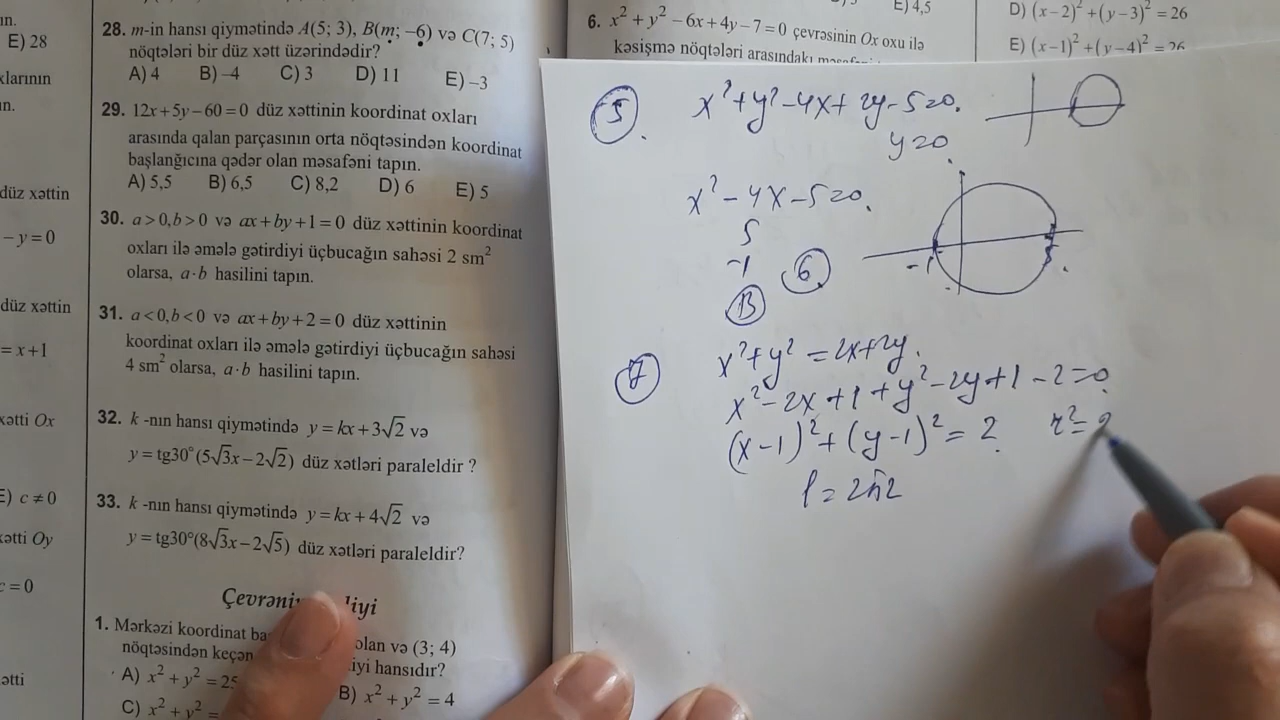 ın.
E) 28
xlarının
ın.
düz xəttin
– y = 0
düz xəttin
= x+1
xətti Ox
E) c ≠ 0
xətti Oy
c = 0
ətti
28. m-in hansı qiymətində A(5; 3), B(m; –6) və C(7; 5)
nöqtələri bir düz xətt üzərindədir?
A) 4 B) –4 C) 3 D) 11 E) –3
29. 12x+5y–60=0 düz xəttinin koordinat oxları
arasında qalan parçasının orta nöqtəsindən koordinat
başlanğıcına qədər olan məsafəni tapın.
A) 5,5 B) 6,5 C) 8,2 D) 6 E) 5
30. a>0,b>0 və ax+by+1=0 düz xəttinin koordinat
oxları ilə əmələ gətirdiyi üçbucağın sahəsi 2 sm²
olarsa, a·b hasilini tapın.
31. a<0,b<0 və ax+by+2=0 düz xəttinin
koordinat oxları ilə əmələ gətirdiyi üçbucağın sahəsi
4 sm² olarsa, a·b hasilini tapın.
32. k -nın hansı qiymətində y=kx+3√2 və
y=tg30°(5√3x–2√2) düz xətləri paraleldir ?
33. k -nın hansı qiymətində y=kx+4√2 və
y=tg30°(8√3x–2√5) düz xətləri paraleldir?
1. Mərkəzi koordinat olan və (3; 4)
nöqtəsindən keçən hansıdır?
A) x²+y²=25 B) x²+y²=4
C) x²+y²=
E) 4,5
6. x²+y²–6x+4y–7=0 çevrəsinin Ox oxu ilə
kəsişmə nöqtələri arasındakı
D) (x–2)²+(y–3)²=26
E) (x–1)²+(y–4)²=26
5. x²+y²-4x+2y-5=0.
y=0
x²-4x-5=0.
5
-1
-1
B 6
7 x²+y²=2x+2y.
x²-2x+1+y²-2y+1-2=0
(x-1)²+(y-1)²=2 r²=2
l=2πr